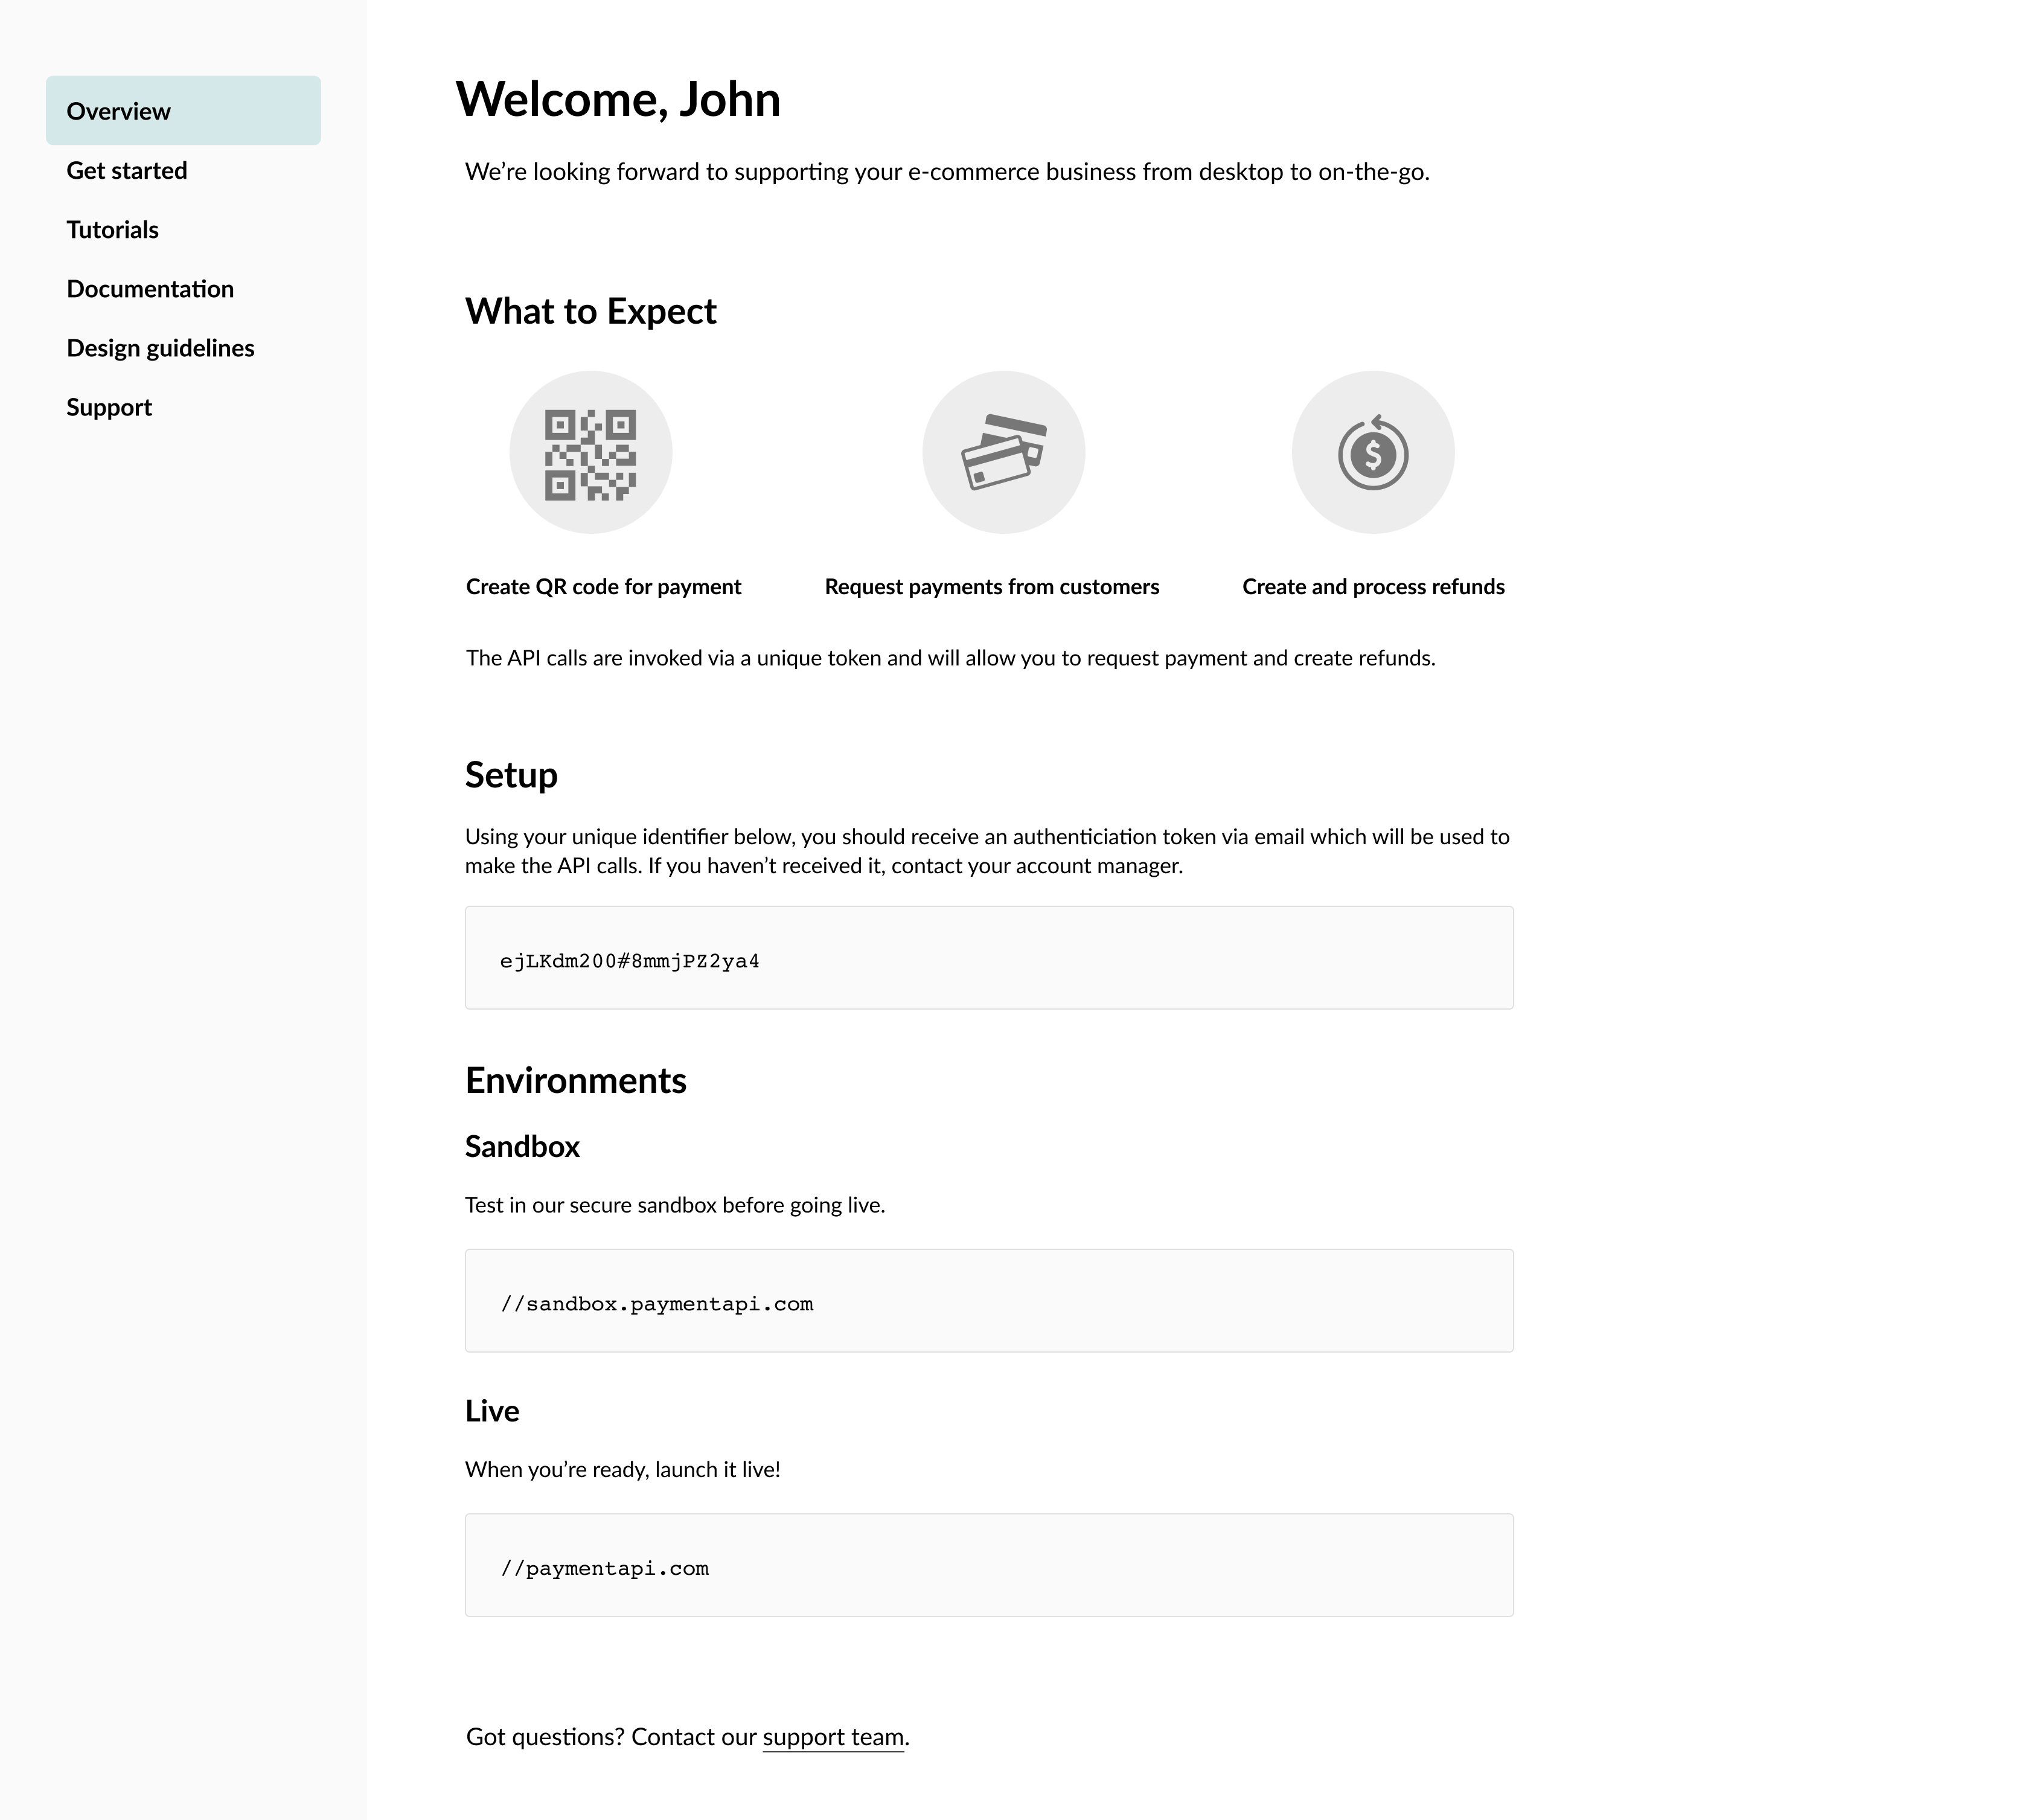 Overview
Get started
Tutorials
Documentation
Design guidelines
Support
Welcome, John
We’re looking forward to supporting your e-commerce business from desktop to on-the-go.
What to Expect
Create QR code for payment
Request payments from customers
Create and process refunds
The API calls are invoked via a unique token and will allow you to request payment and create refunds.
Setup
Using your unique identifier below, you should receive an authenticiation token via email which will be used to
make the API calls. If you haven’t received it, contact your account manager.
ejLKdm200#8mmjPZ2ya4
Environments
Sandbox
Test in our secure sandbox before going live.
//sandbox.paymentapi.com
Live
When you’re ready, launch it live!
//paymentapi.com
Got questions? Contact our support team.